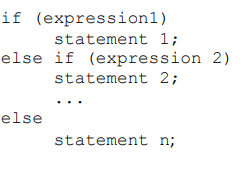 if (expression1)
     statement 1;
else if (expression 2)
     statement 2;
     ...
else
     statement n;